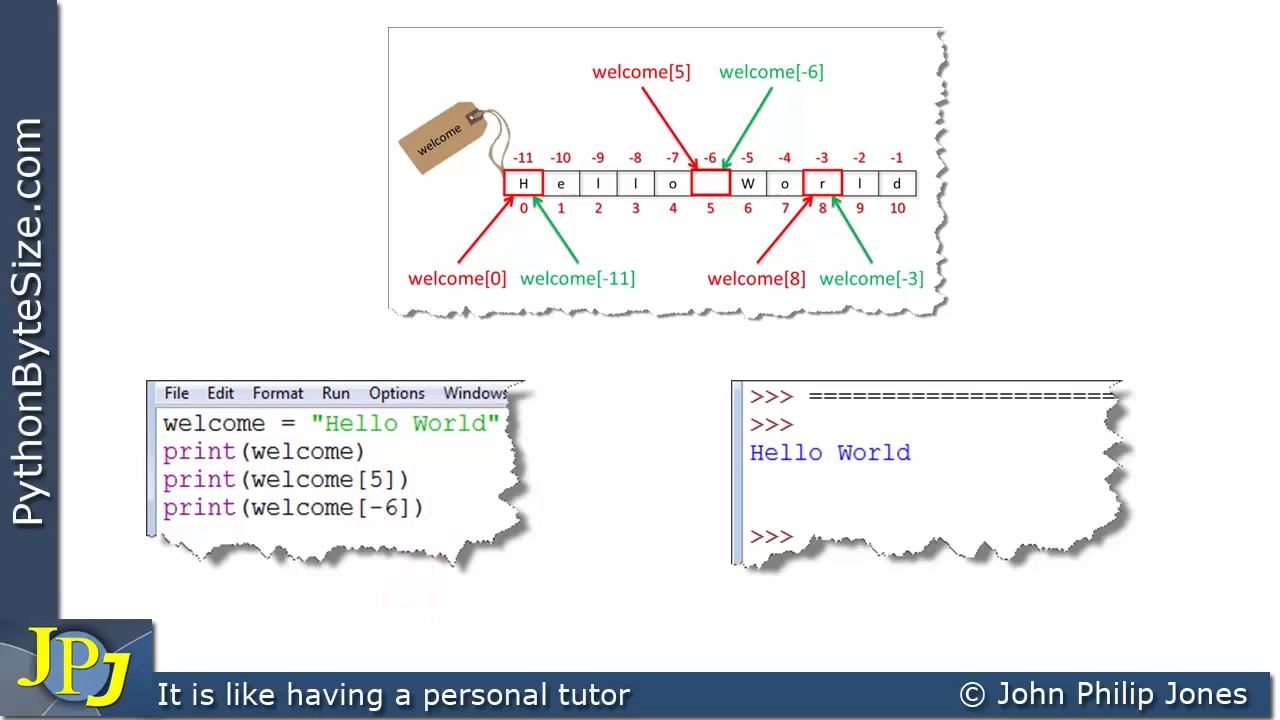 PythonByteSize.com
welcome[5] welcome[-6]
welcome
-11 -10 -9 -8 -7 -6 -5 -4 -3 -2 -1
H e l l o W o r l d
0 1 2 3 4 5 6 7 8 9 10
welcome[0] welcome[-11] welcome[8] welcome[-3]
File Edit Format Run Options Windows
welcome = "Hello World"
print(welcome)
print(welcome[5])
print(welcome[-6])
>>> =====================
>>>
Hello World
>>>
JPJ
It is like having a personal tutor
© John Philip Jones